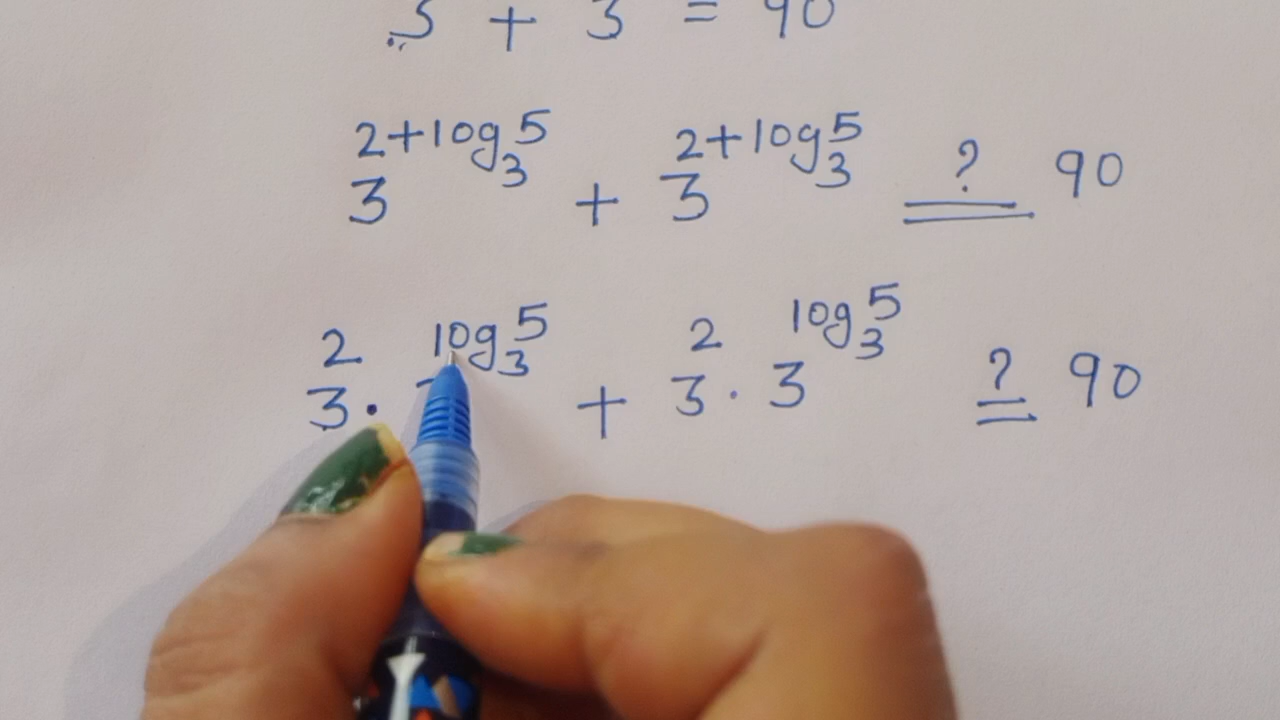 3 + 3 = 90
3^{2+log_3 5} + 3^{2+log_3 5} ?= 90
3^2 · ^{log_3 5} + 3^2 · 3^{log_3 5} ?= 90